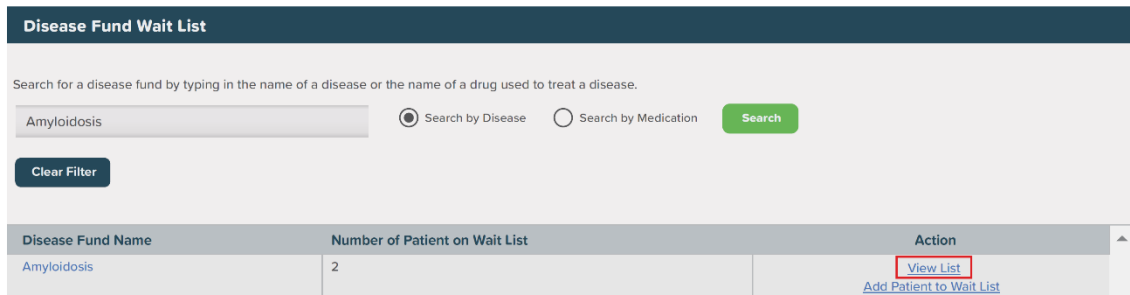 Disease Fund Wait List
Search for a disease fund by typing in the name of a disease or the name of a drug used to treat a disease.
Amyloidosis Search by Disease Search by Medication Search
Clear Filter
Disease Fund Name Number of Patient on Wait List Action
Amyloidosis 2 View List
Add Patient to Wait List